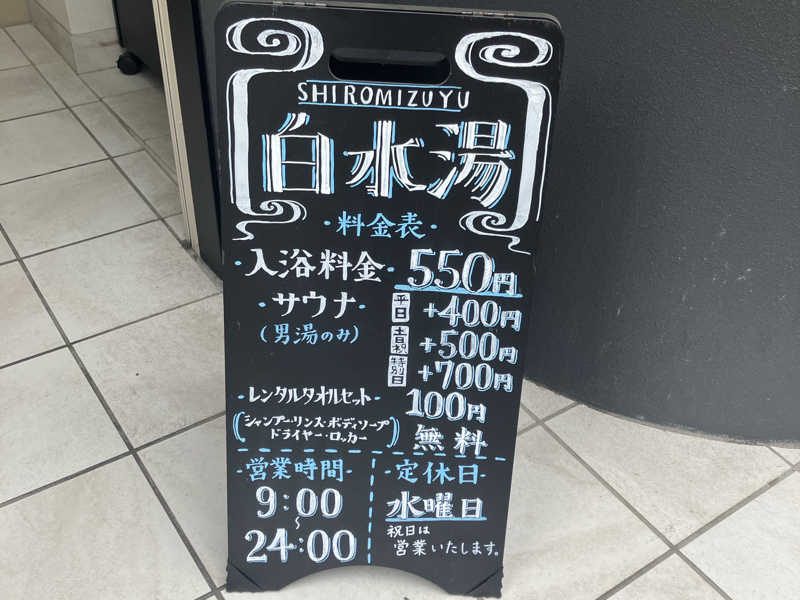 SHIROMIZUYU
白水湯
・料金表・
・入浴料金・ 550円
・サウナ・ 平日 +400円
(男湯のみ) 土日祝 +500円
特別日 +700円
・レンタルタオルセット・ 100円
(シャンプー・リンス・ボディソープ
ドライヤー・ロッカー) 無料
・営業時間・
9:00
〜
24:00
・定休日・
水曜日
祝日は
営業いたします。